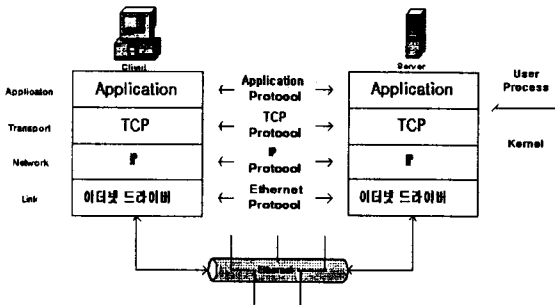 Client
Server
Application
Application
Application
Protocol
Application
User
Process
Transport
TCP
TCP
Protocol
TCP
Kernel
Network
IP
IP
Protocol
IP
Link
이더넷 드라이버
Ethernet
Protocol
이더넷 드라이버
Ethernet